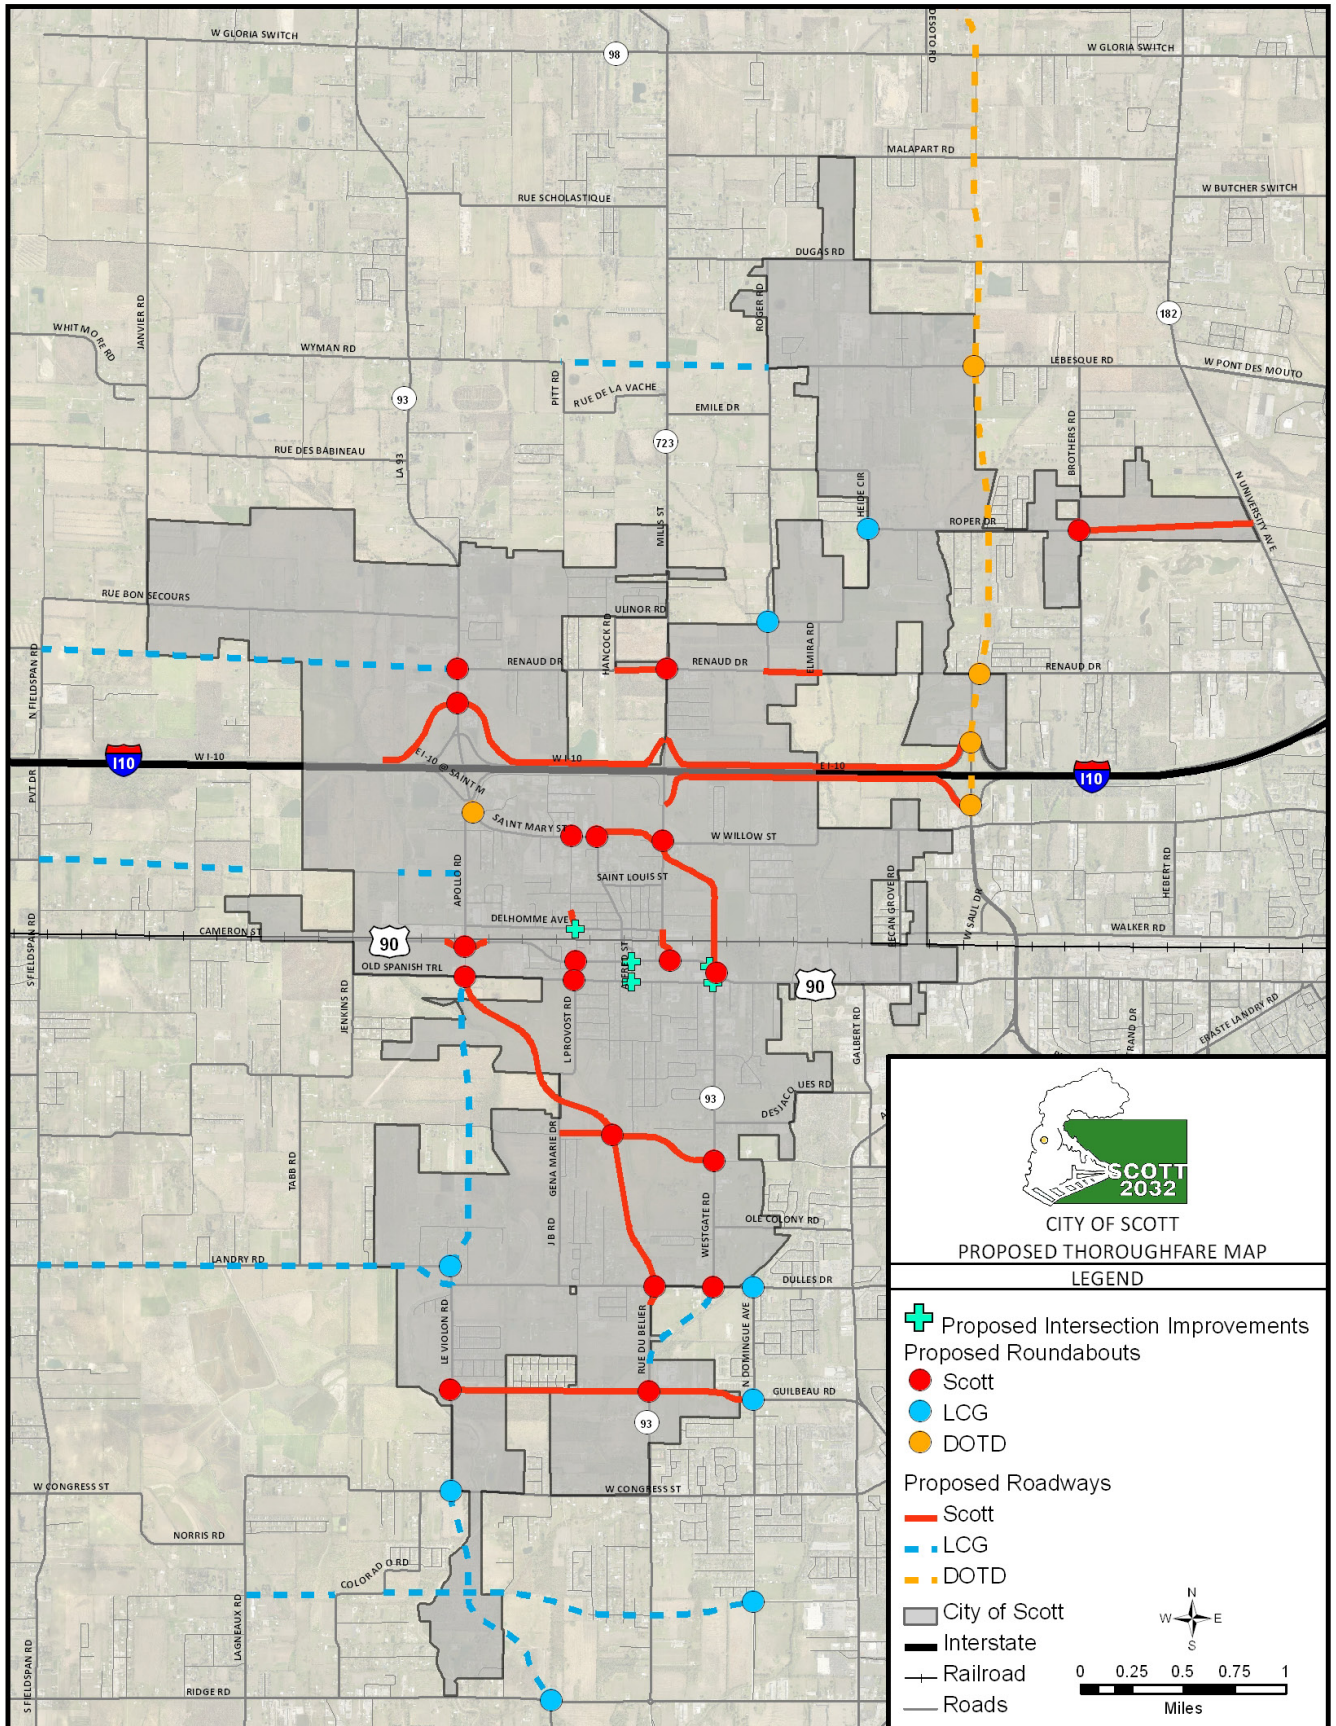 W GLORIA SWITCH
98
DESOTO RD
W GLORIA SWITCH
MALAPART RD
RUE SCHOLASTIQUE
W BUTCHER SWITCH
DUGAS RD
JANVIER RD
ROGER RD
182
WHITMORE RD
WYMAN RD
LEBESQUE RD
W PONT DES MOUTO
PITT RD
RUE DE LA VACHE
93
EMILE DR
BROTHERS RD
723
RUE DES BABINEAU
LA 93
HEIDE CIR
N UNIVERSITY AVE
MILLS ST
ROPER DR
RUE BON SECOURS
ULINOR RD
HANCOCK RD
ELMIRA RD
N FIELDSPAN RD
RENAUD DR
RENAUD DR
RENAUD DR
I10
W I-10
E I-10 @ SAINT M
W I-10
E I-10
I10
PVT DR
SAINT MARY ST
W WILLOW ST
APOLLO RD
SAINT LOUIS ST
PECAN GROVE RD
HEBERT RD
W SAUL DR
S FIELDSPAN RD
CAMERON ST
90
DELHOMME AVE
WALKER RD
OLD SPANISH TRL
ALFRED ST
90
JENKINS RD
L PROVOST RD
GALBERT RD
RAND DR
EBASTE LANDRY RD
93
DESJACO
UES RD
GENA MARIE DR
TABB RD
J B RD
WESTGATE RD
OLE COLONY RD
LANDRY RD
DULLES DR
LE VIOLON RD
RUE DU BELIER
N DOMINGUE AVE
GUILBEAU RD
93
W CONGRESS ST
W CONGRESS ST
NORRIS RD
COLORADO RD
LAGNEAUX RD
S FIELDSPAN RD
RIDGE RD
SCOTT
2032
CITY OF SCOTT
PROPOSED THOROUGHFARE MAP
LEGEND
Proposed Intersection Improvements
Proposed Roundabouts
Scott
LCG
DOTD
Proposed Roadways
Scott
LCG
DOTD
City of Scott
Interstate
Railroad
Roads
N
W E
S
0 0.25 0.5 0.75 1
Miles